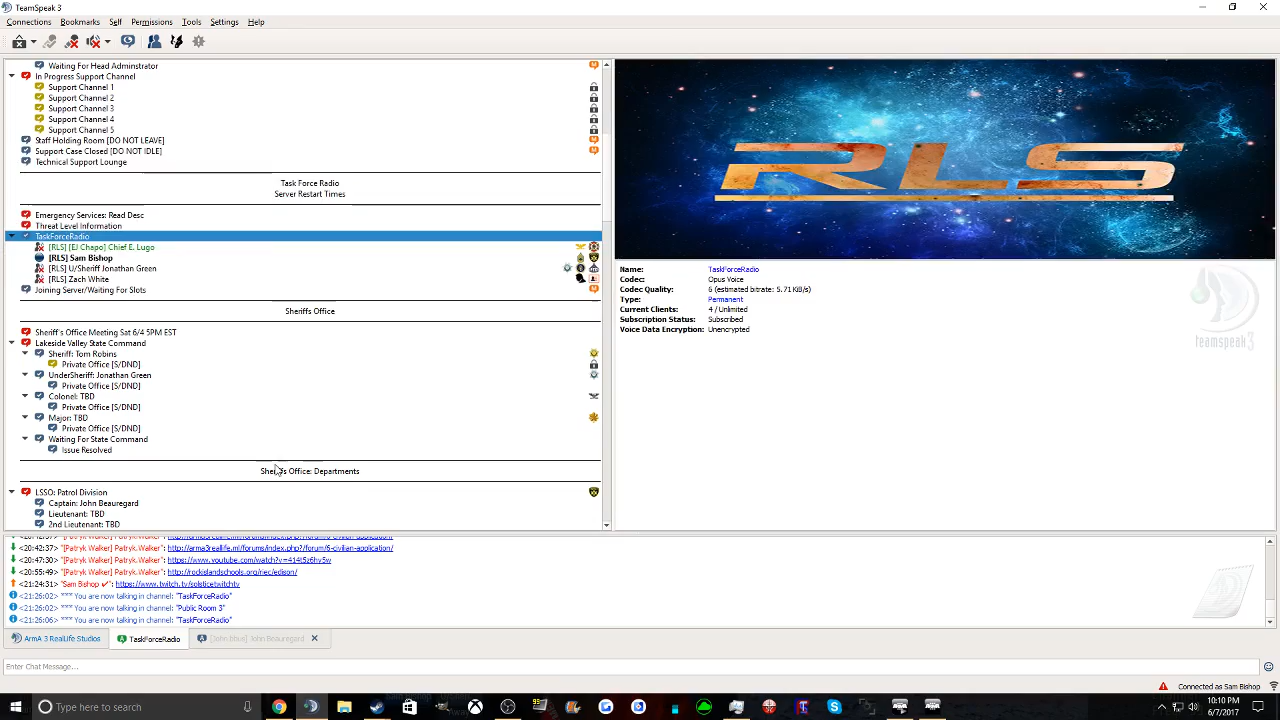 TeamSpeak 3
Connections Bookmarks Self Permissions Tools Settings Help
Waiting For Head Adminstrator
In Progress Support Channel
Support Channel 1
Support Channel 2
Support Channel 3
Support Channel 4
Support Channel 5
Staff Holding Room [DO NOT LEAVE]
Support Case Closed [DO NOT IDLE]
Technical Support Lounge
Task Force Radio
Server Restart Times
Emergency Services: Read Desc
Threat Level Information
TaskForceRadio
[RLS] [EJ Chapo] Chief E. Lugo
[RLS] Sam Bishop
[RLS] U/Sheriff Jonathan Green
[RLS] Zach White
Joining Server/Waiting For Slots
Sheriffs Office
Sheriff's Office Meeting Sat 6/4 5PM EST
Lakeside Valley State Command
Sheriff: Tom Robins
Private Office [S/DND]
UnderSheriff: Jonathan Green
Private Office [S/DND]
Colonel: TBD
Private Office [S/DND]
Major: TBD
Private Office [S/DND]
Waiting For State Command
Issue Resolved
Sheriffs Office: Departments
LSSO: Patrol Division
Captain: John Beauregard
Lieutenant: TBD
2nd Lieutenant: TBD
RLS
Name: TaskForceRadio
Codec: Opus Voice
Codec Quality: 6 (estimated bitrate: 5.71 KiB/s)
Type: Permanent
Current Clients: 4 / Unlimited
Subscription Status: Subscribed
Voice Data Encryption: Unencrypted
teamspeak 3
<20:42:37> "[Patryk Walker] Patryk.Walker": http://arma3reallife.ml/forums/index.php?/forum/6-civilian-application/
<20:47:30> "[Patryk Walker] Patryk.Walker":
<20:55:49> "[Patryk Walker] Patryk.Walker": http://rockislandschools.org/riec/edison/
<21:24:31> "Sam Bishop ✔": https://www.twitch.tv/solsticetwitchtv
<21:26:02> *** You are now talking in channel: "TaskForceRadio"
<21:26:02> *** You are now talking in channel: "Public Room 3"
<21:26:06> *** You are now talking in channel: "TaskForceRadio"
ArmA 3 RealLife Studios TaskForceRadio John Beauregard
Enter Chat Message...
Connected as Sam Bishop
Type here to search
10:10 PM
6/7/2017